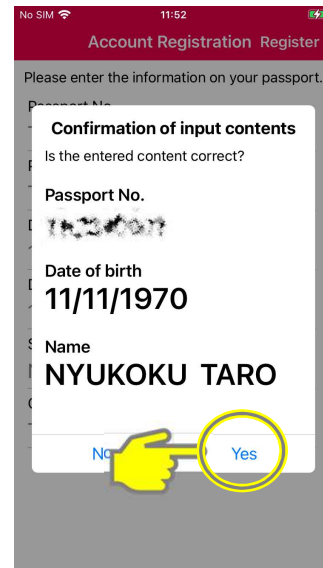 No SIM 11:52
Account Registration Register
Please enter the information on your passport.
Confirmation of input contents
Is the entered content correct?
Passport No.
Date of birth
11/11/1970
Name
NYUKOKU TARO
Yes